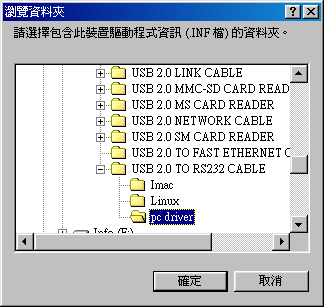 瀏覽資料夾
請選擇包含此裝置驅動程式資訊 (.INF 檔) 的資料夾。
USB 2.0 LINK CABLE
USB 2.0 MMC-SD CARD READ
USB 2.0 MS CARD READER
USB 2.0 NETWORK CABLE
USB 2.0 SM CARD READER
USB 2.0 TO FAST ETHERNET C
USB 2.0 TO RS232 CABLE
Imac
Linux
pc driver
Info (F:)
確定
取消